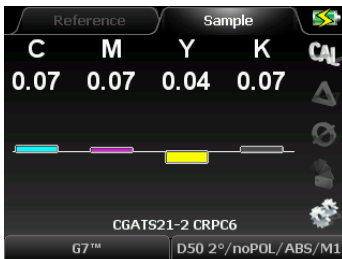 Reference Sample
C M Y K CAL
0.07 0.07 0.04 0.07
CGATS21-2 CRPC6
G7™ D50 2°/noPOL/ABS/M1